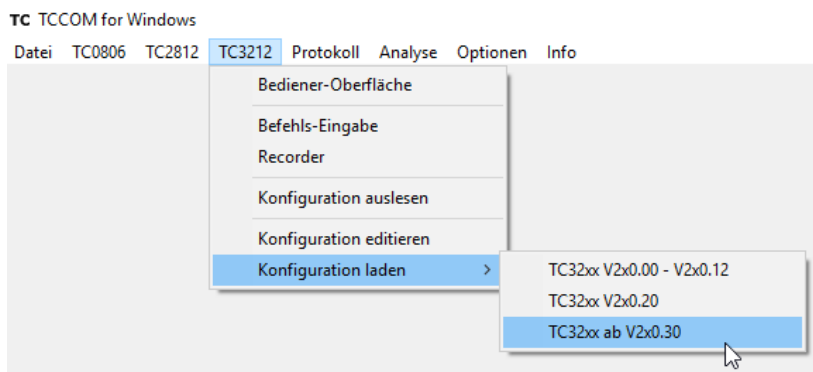 TC TCCOM for Windows
Datei TC0806 TC2812 TC3212 Protokoll Analyse Optionen Info
Bediener-Oberfläche
Befehls-Eingabe
Recorder
Konfiguration auslesen
Konfiguration editieren
Konfiguration laden >
TC32xx V2x0.00 - V2x0.12
TC32xx V2x0.20
TC32xx ab V2x0.30